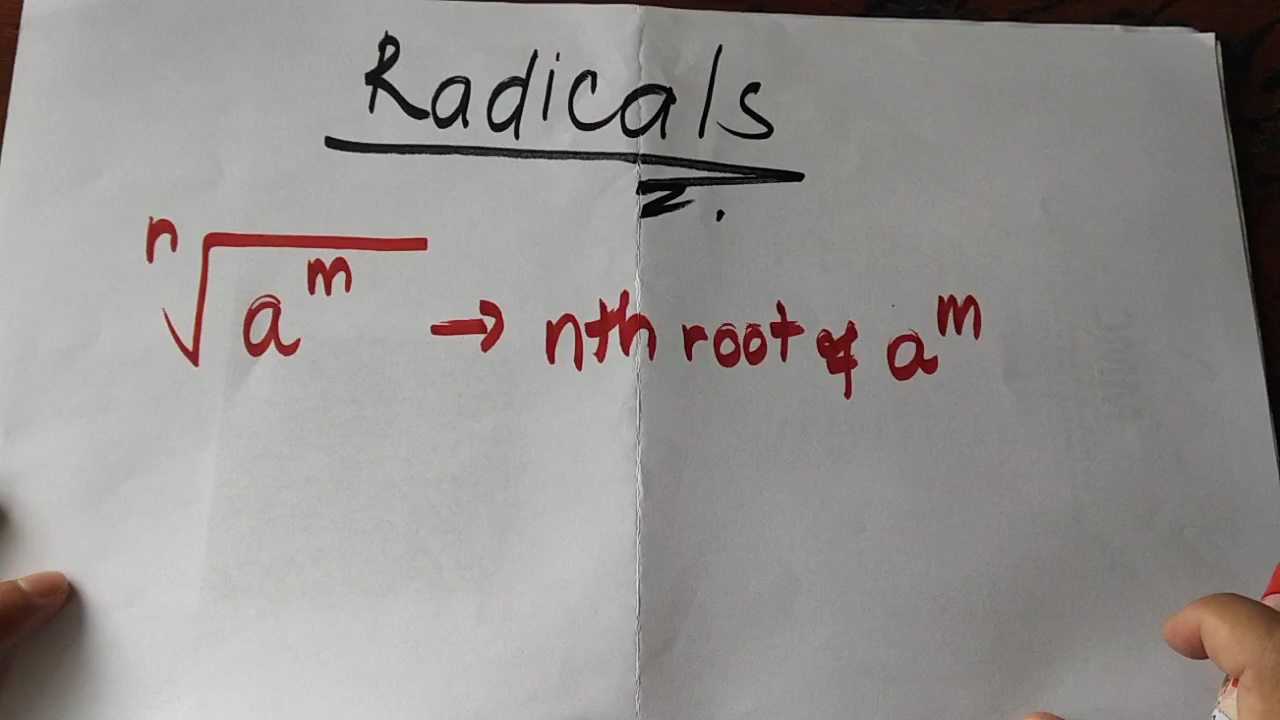 Radicals
ⁿ√aᵐ → nth root of aᵐ